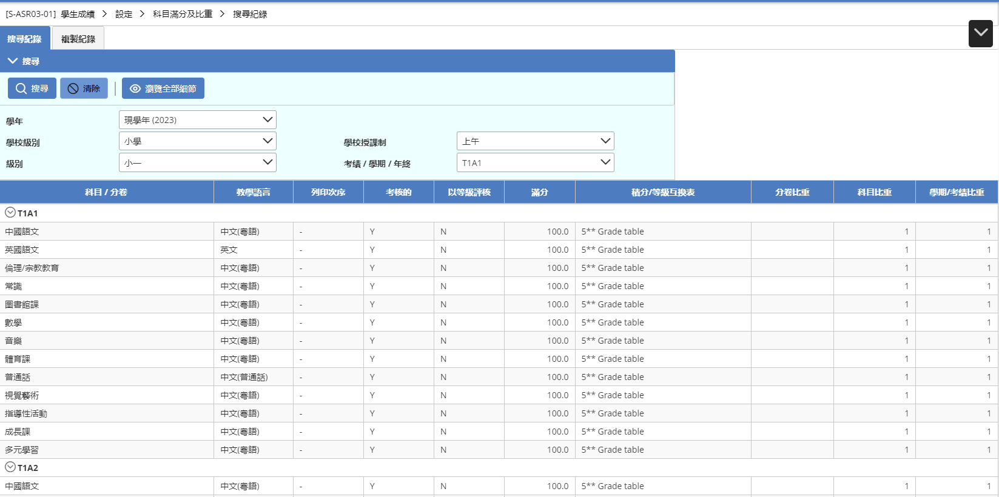 [S-ASR03-01] 學生成績 > 設定 > 科目滿分及比重 > 搜尋紀錄
搜尋紀錄 複製紀錄
搜尋
搜尋 清除 瀏覽全部細節
學年 現學年 (2023)
學校級別 小學 學校授課制 上午
級別 小一 考績 / 學期 / 年終 T1A1
科目 / 分卷 教學語言 列印次序 考核的 以等級評核 滿分 積分/等級互換表 分卷比重 科目比重 學期/考績比重
T1A1
中國語文 中文(粵語) - Y N 100.0 5** Grade table 1 1
英國語文 英文 - Y N 100.0 5** Grade table 1 1
倫理/宗教教育 中文(粵語) - Y N 100.0 5** Grade table 1 1
常識 中文(粵語) - Y N 100.0 5** Grade table 1 1
圖書館課 中文(粵語) - Y N 100.0 5** Grade table 1 1
數學 中文(粵語) - Y N 100.0 5** Grade table 1 1
音樂 中文(粵語) - Y N 100.0 5** Grade table 1 1
體育課 中文(粵語) - Y N 100.0 5** Grade table 1 1
普通話 中文(普通話) - Y N 100.0 5** Grade table 1 1
視覺藝術 中文(粵語) - Y N 100.0 5** Grade table 1 1
指導性活動 中文(粵語) - Y N 100.0 5** Grade table 1 1
成長課 中文(粵語) - Y N 100.0 5** Grade table 1 1
多元學習 中文(粵語) - Y N 100.0 5** Grade table 1 1
T1A2
中國語文 中文(粵語) - Y N 100.0 5** Grade table 1 1